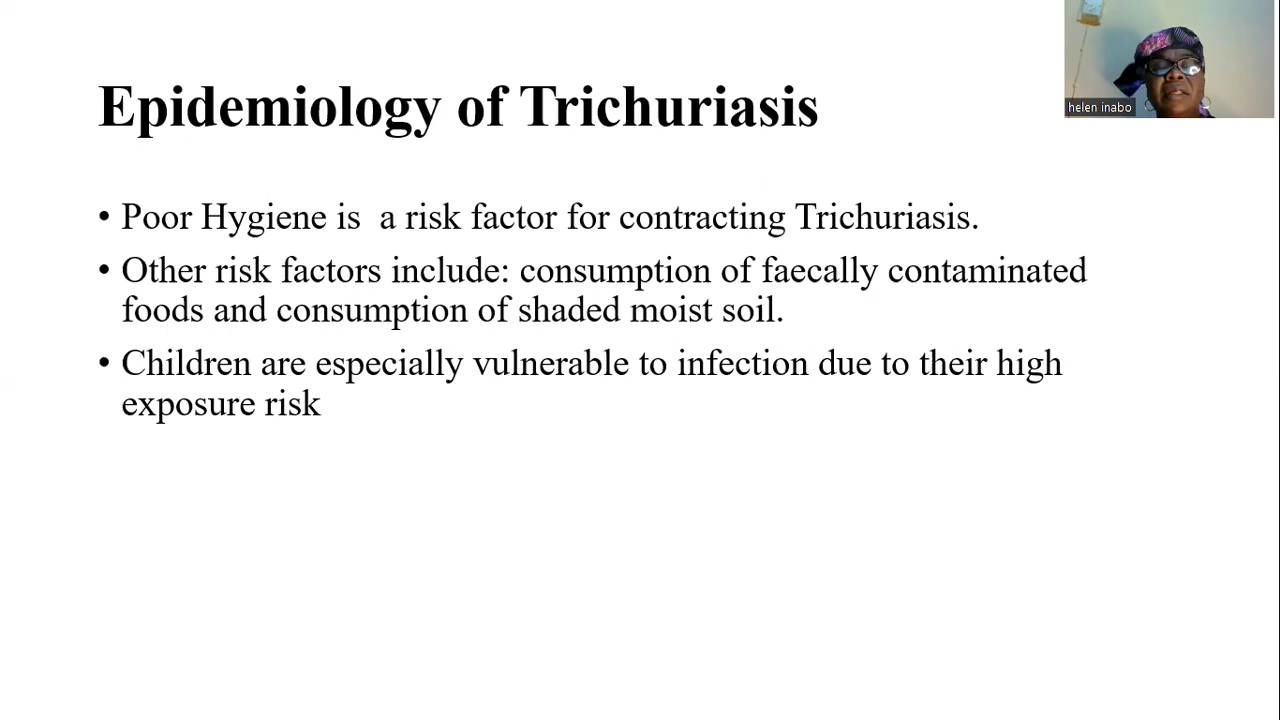 Epidemiology of Trichuriasis
helen inabo
• Poor Hygiene is  a risk factor for contracting Trichuriasis.
• Other risk factors include: consumption of faecally contaminated
foods and consumption of shaded moist soil.
• Children are especially vulnerable to infection due to their high
exposure risk